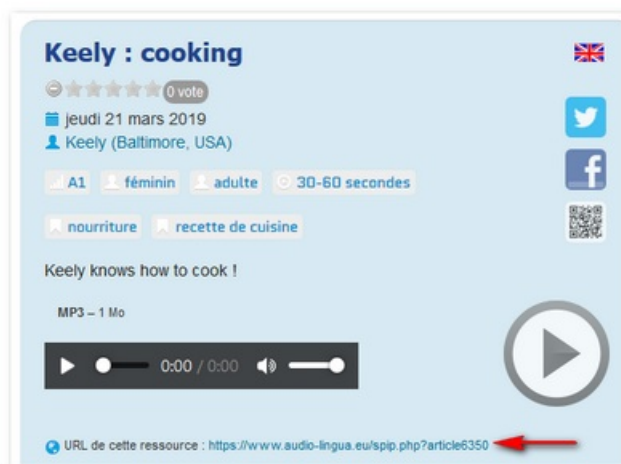 Keely : cooking
0 vote
jeudi 21 mars 2019
Keely (Baltimore, USA)
A1 féminin adulte 30-60 secondes
nourriture recette de cuisine
Keely knows how to cook !
MP3 – 1 Mo
0:00 / 0:00
URL de cette ressource : https://www.audio-lingua.eu/spip.php?article6350